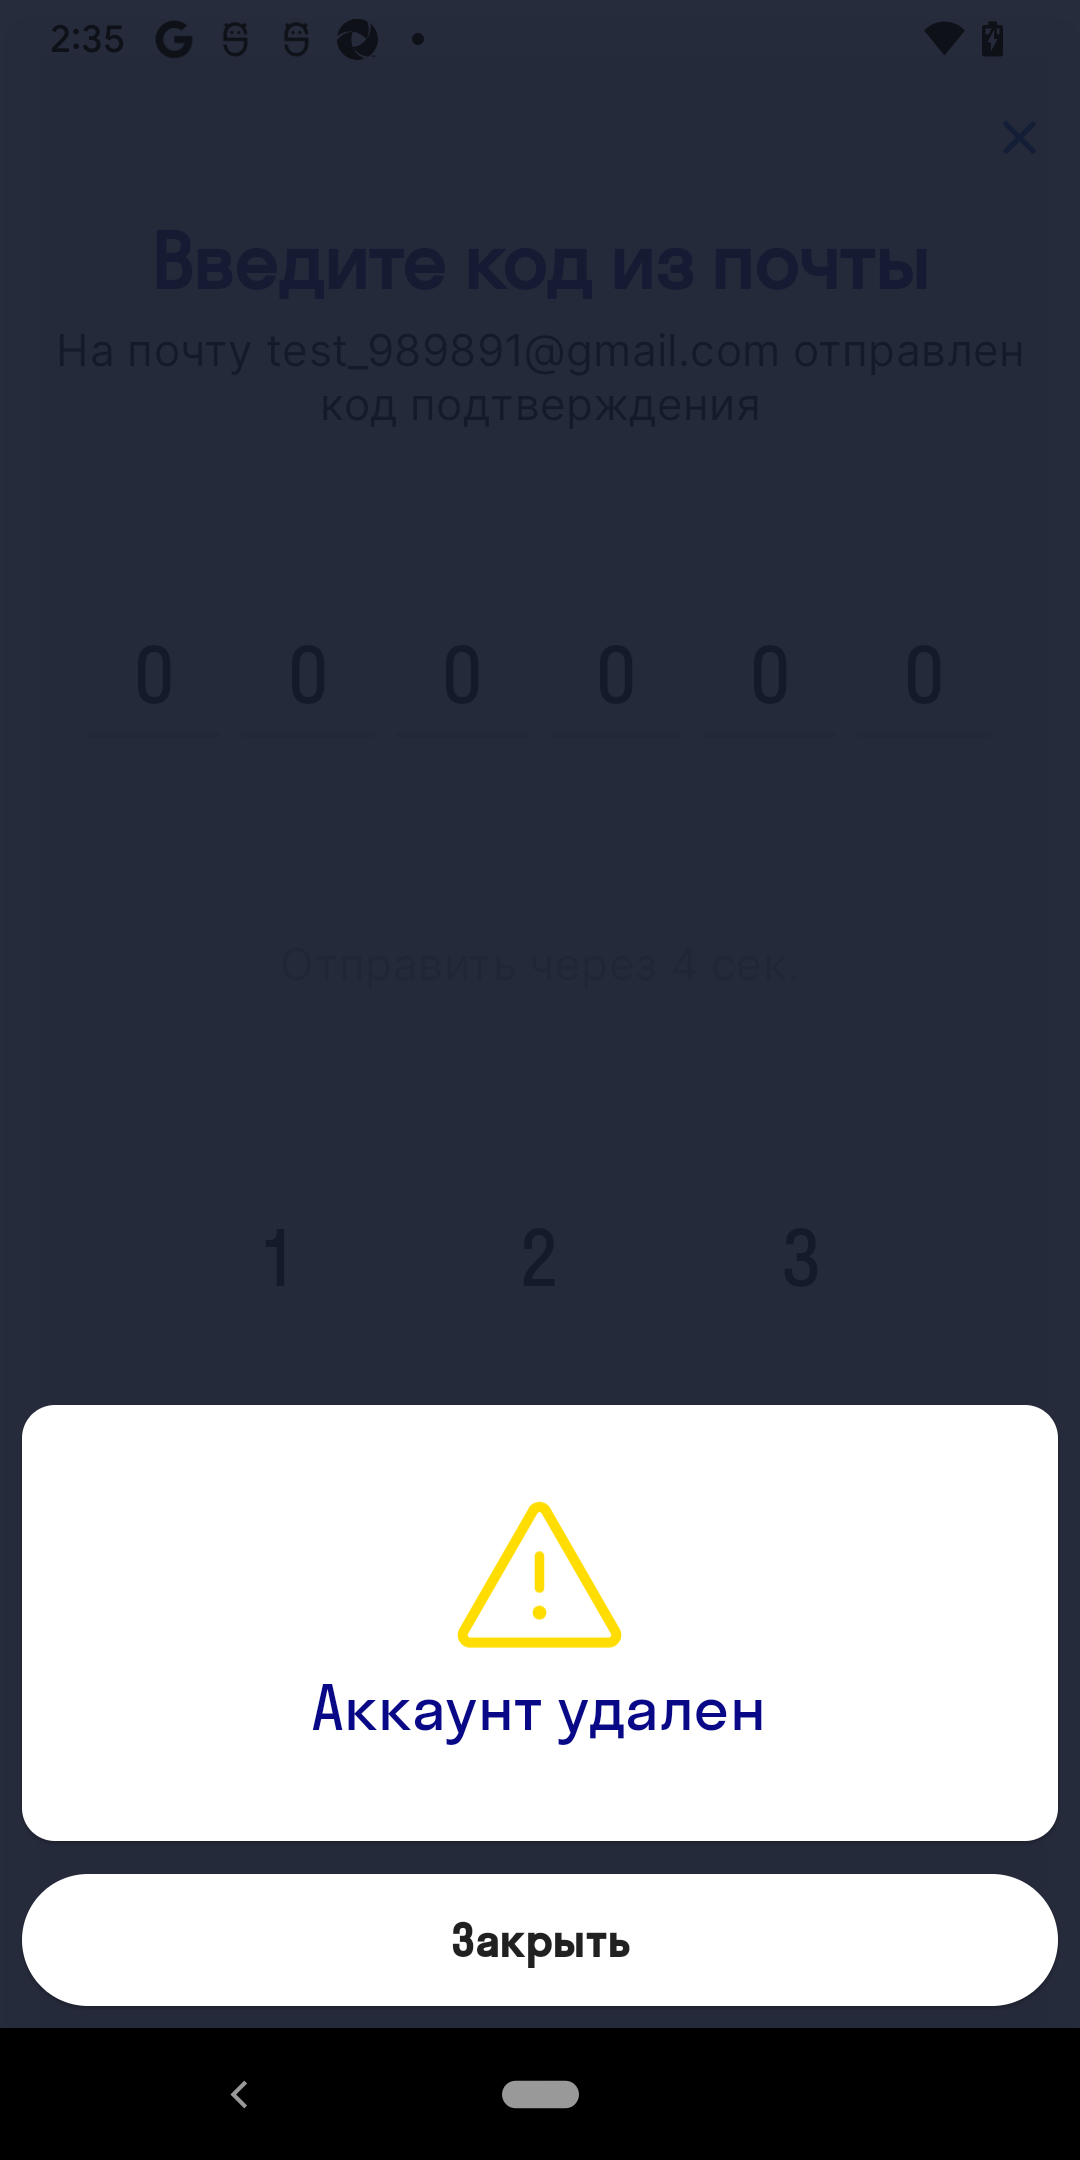 2:35
Введите код из почты
На почту test_989891@gmail.com отправлен
код подтверждения
0 0 0 0 0 0
Отправить через 4 сек.
1 2 3
Аккаунт удален
Закрыть